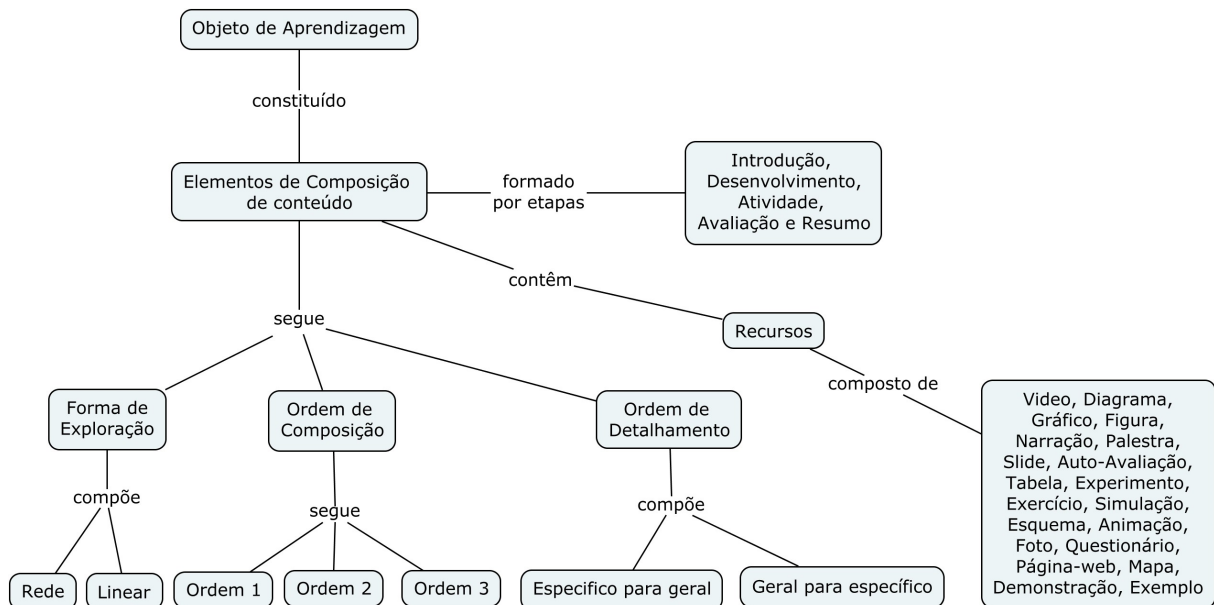 Objeto de Aprendizagem
constituído
Elementos de Composição
de conteúdo
formado
por etapas
Introdução,
Desenvolvimento,
Atividade,
Avaliação e Resumo
contêm
Recursos
segue
composto de
Forma de
Exploração
Ordem de
Composição
Ordem de
Detalhamento
Video, Diagrama,
Gráfico, Figura,
Narração, Palestra,
Slide, Auto-Avaliação,
Tabela, Experimento,
Exercício, Simulação,
Esquema, Animação,
Foto, Questionário,
Página-web, Mapa,
Demonstração, Exemplo
compõe
segue
compõe
Rede
Linear
Ordem 1
Ordem 2
Ordem 3
Especifico para geral
Geral para específico